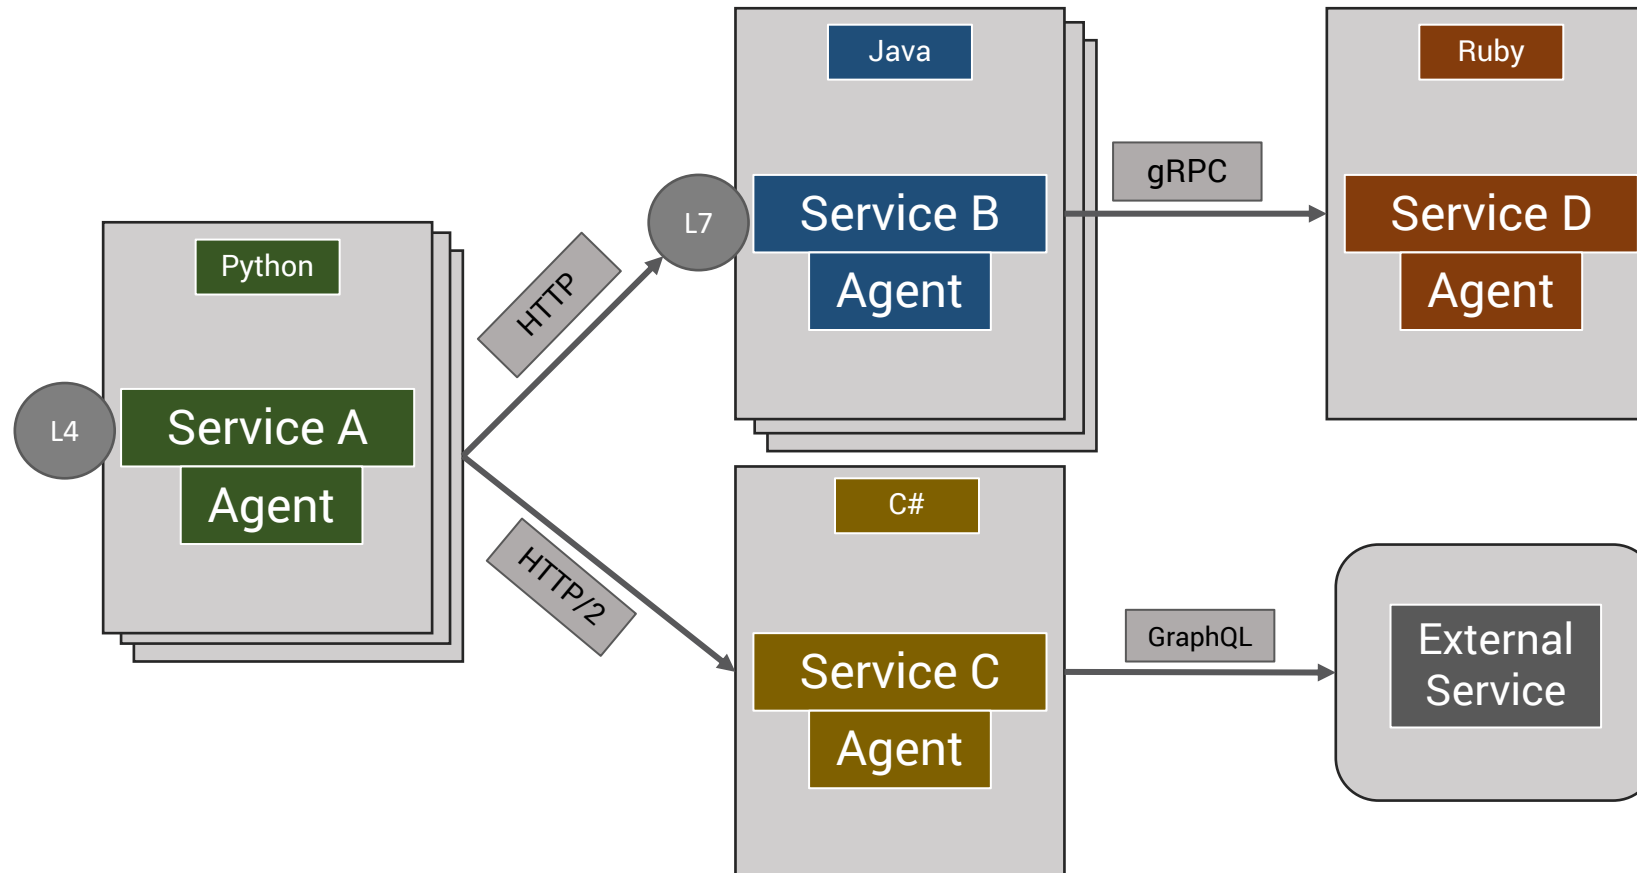 L4
Python
Service A
Agent
HTTP
HTTP/2
L7
Java
Service B
Agent
gRPC
Ruby
Service D
Agent
C#
Service C
Agent
GraphQL
External
Service